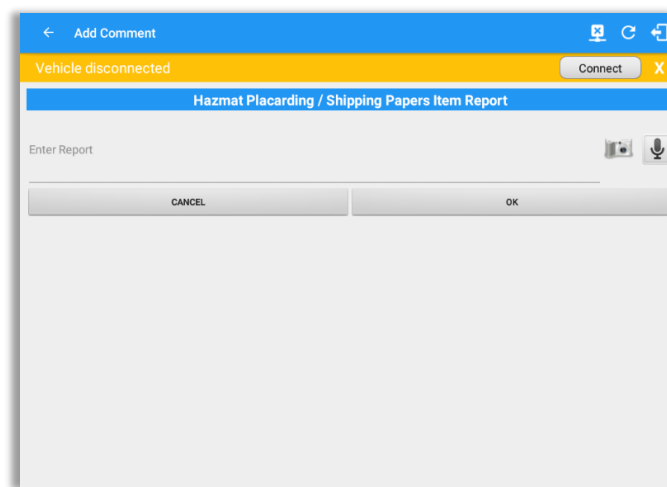 Add Comment
Vehicle disconnected
Connect
X
Hazmat Placarding / Shipping Papers Item Report
Enter Report
CANCEL
OK